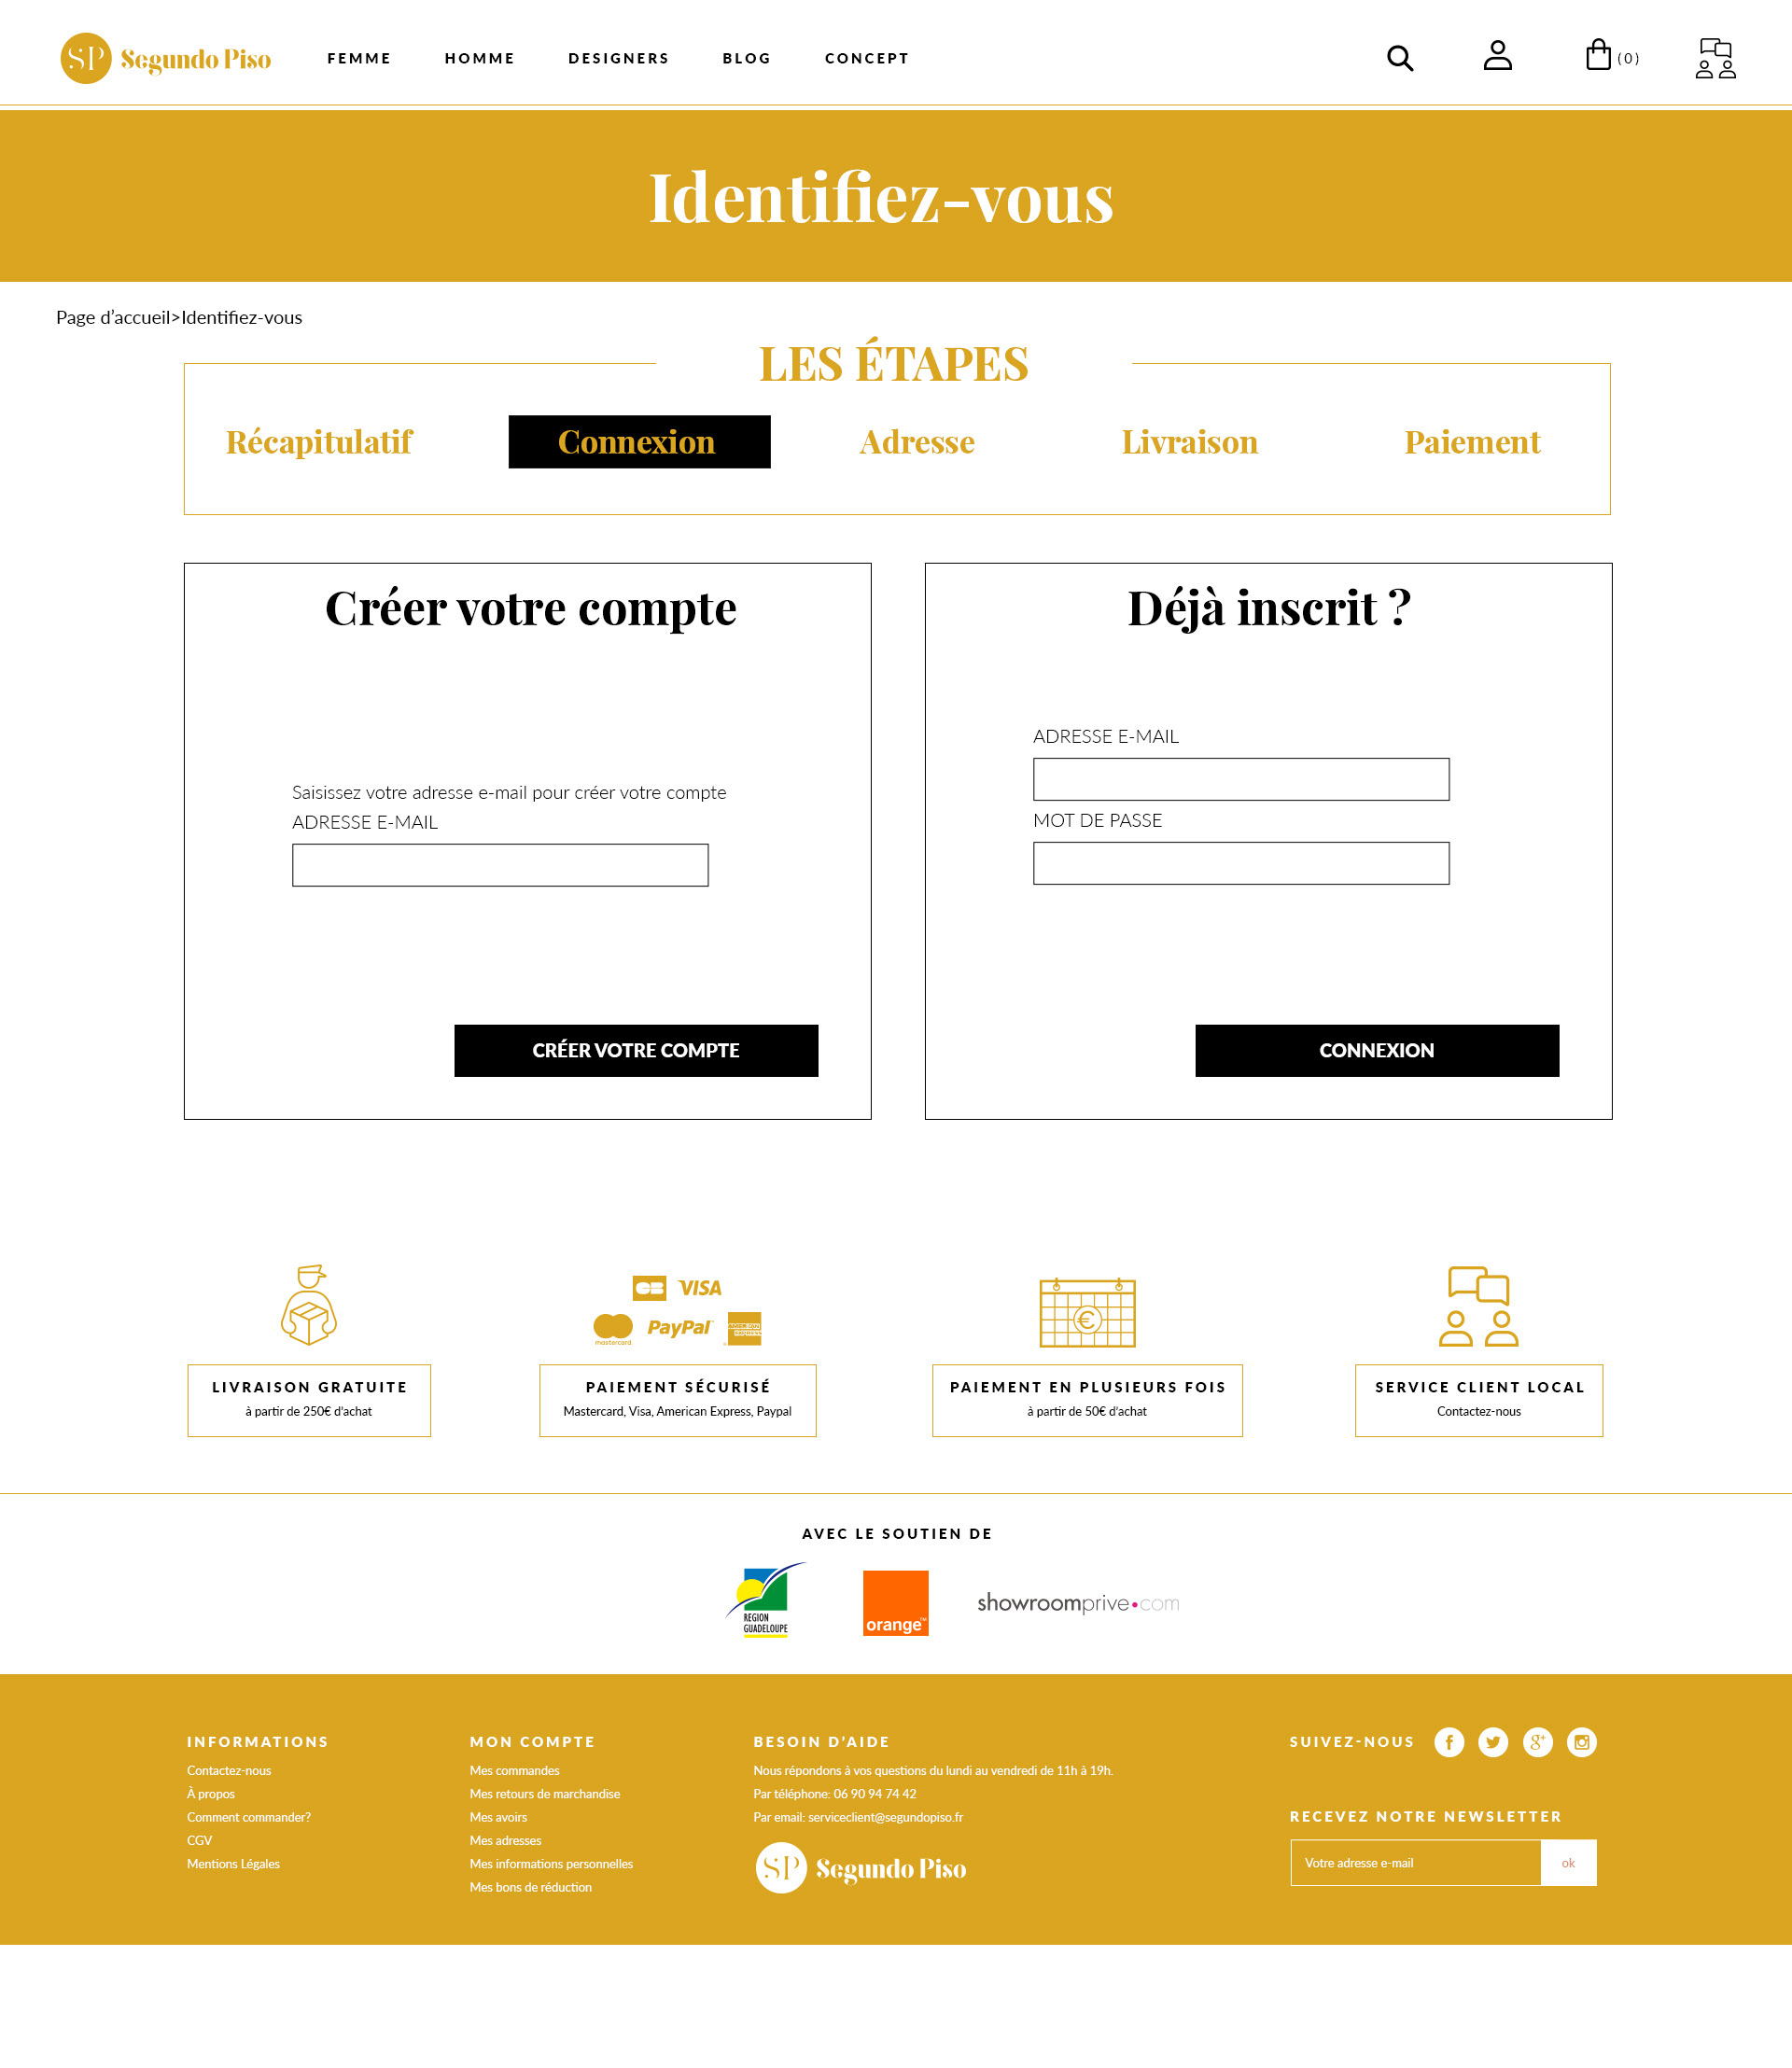 SP Segundo Piso
FEMME HOMME DESIGNERS BLOG CONCEPT
(0)
Identifiez-vous
Page d’accueil>Identifiez-vous
LES ÉTAPES
Récapitulatif Connexion Adresse Livraison Paiement
Créer votre compte
Saisissez votre adresse e-mail pour créer votre compte
ADRESSE E-MAIL
CRÉER VOTRE COMPTE
Déjà inscrit ?
ADRESSE E-MAIL
MOT DE PASSE
CONNEXION
LIVRAISON GRATUITE
à partir de 250€ d'achat
CB VISA
mastercard PayPal AMERICAN EXPRESS
PAIEMENT SÉCURISÉ
Mastercard, Visa, American Express, Paypal
€
PAIEMENT EN PLUSIEURS FOIS
à partir de 50€ d'achat
SERVICE CLIENT LOCAL
Contactez-nous
AVEC LE SOUTIEN DE
REGION
GUADELOUPE
orange™
showroomprive.com
INFORMATIONS
Contactez-nous
À propos
Comment commander?
CGV
Mentions Légales
MON COMPTE
Mes commandes
Mes retours de marchandise
Mes avoirs
Mes adresses
Mes informations personnelles
Mes bons de réduction
BESOIN D'AIDE
Nous répondons à vos questions du lundi au vendredi de 11h à 19h.
Par téléphone: 06 90 94 74 42
Par email: serviceclient@segundopiso.fr
SP Segundo Piso
SUIVEZ-NOUS f g+
RECEVEZ NOTRE NEWSLETTER
Votre adresse e-mail ok